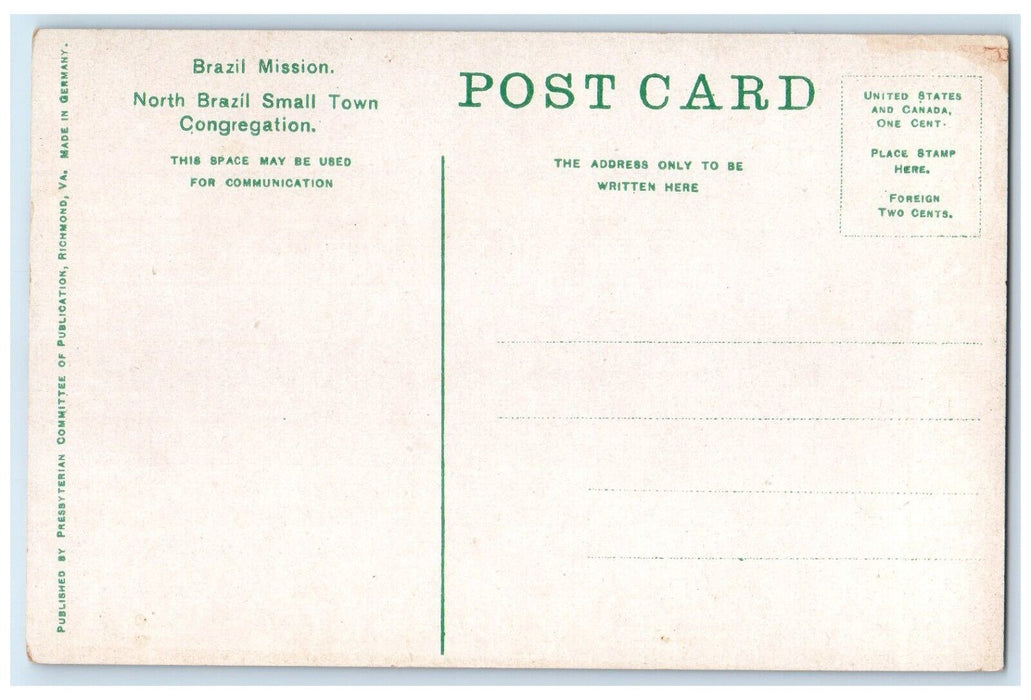 PUBLISHED BY PRESBYTERIAN COMMITTEE OF PUBLICATION, RICHMOND, VA. MADE IN GERMANY.
Brazil Mission.
North Brazil Small Town
Congregation.
THIS SPACE MAY BE USED
FOR COMMUNICATION
POST CARD
THE ADDRESS ONLY TO BE
WRITTEN HERE
UNITED STATES
AND CANADA,
ONE CENT.
PLACE STAMP
HERE.
FOREIGN
TWO CENTS.